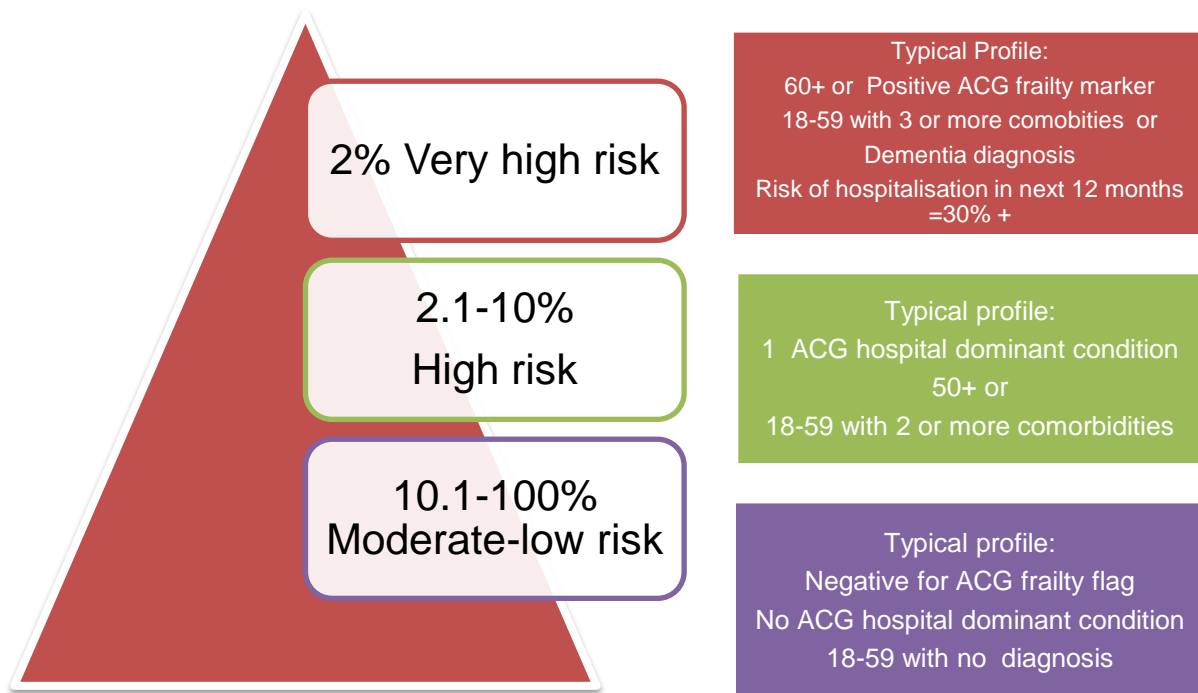 2% Very high risk
Typical Profile:
60+ or Positive ACG frailty marker
18-59 with 3 or more comobities or
Dementia diagnosis
Risk of hospitalisation in next 12 months
=30% +
2.1-10%
High risk
Typical profile:
1 ACG hospital dominant condition
50+ or
18-59 with 2 or more comorbidities
10.1-100%
Moderate-low risk
Typical profile:
Negative for ACG frailty flag
No ACG hospital dominant condition
18-59 with no diagnosis